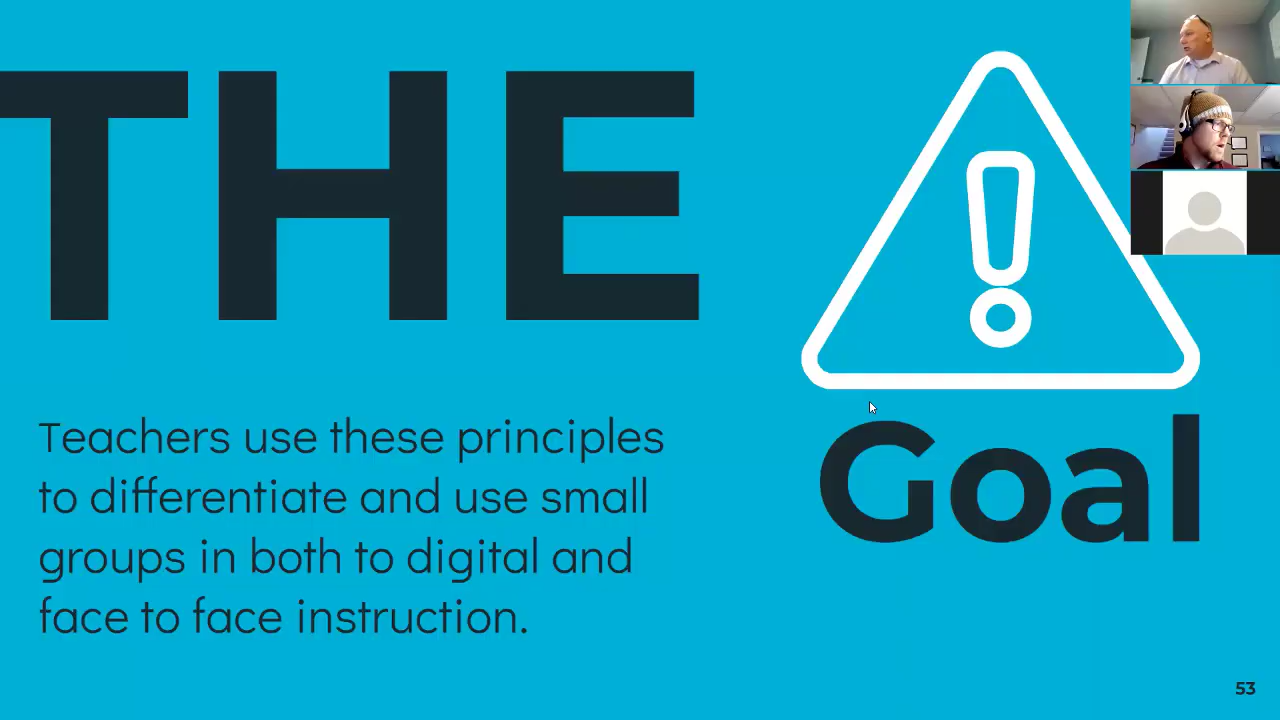 THE
Goal
Teachers use these principles
to differentiate and use small
groups in both to digital and
face to face instruction.
53